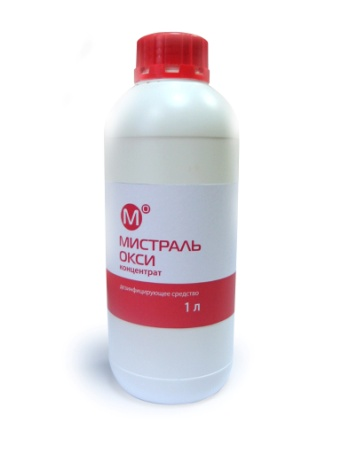 М
МИСТРАЛЬ
ОКСИ
концентрат
дезинфицирующее средство
1 л